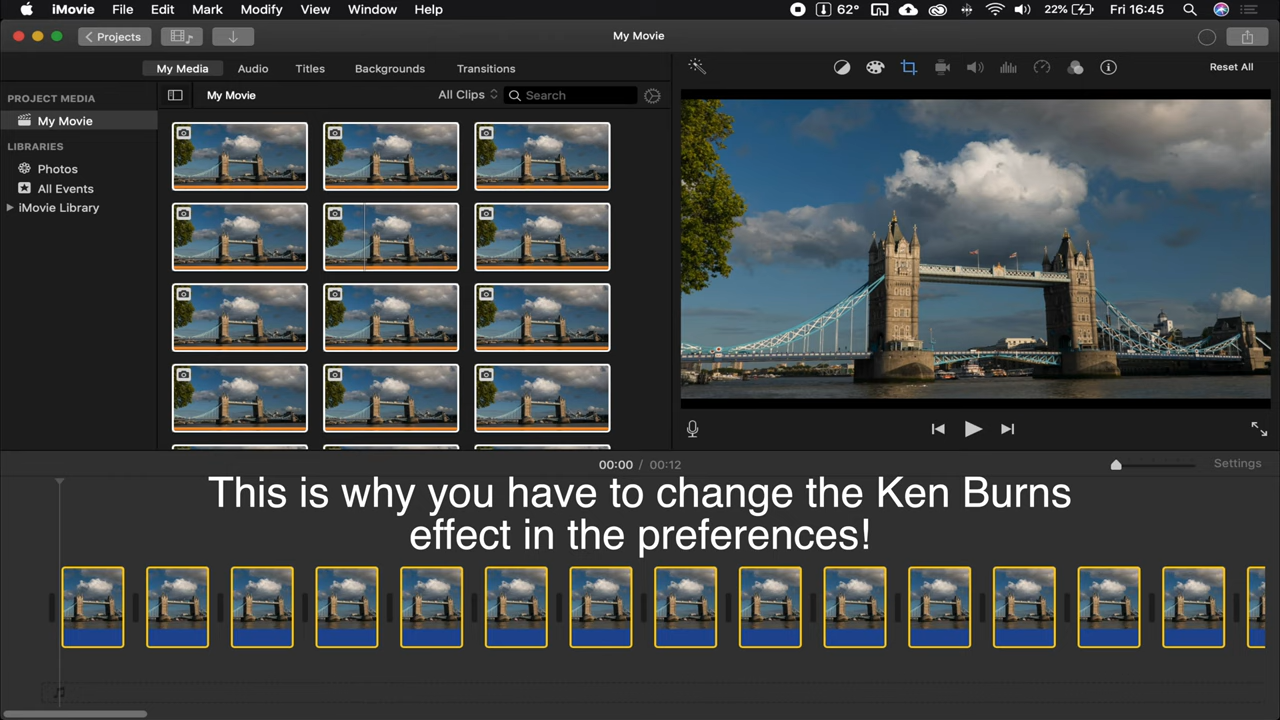 iMovie File Edit Mark Modify View Window Help 62° 22% Fri 16:45
Projects My Movie
My Media Audio Titles Backgrounds Transitions Reset All
PROJECT MEDIA My Movie All Clips Search
My Movie
LIBRARIES
Photos
All Events
iMovie Library
00:00 / 00:12 Settings
This is why you have to change the Ken Burns
effect in the preferences!